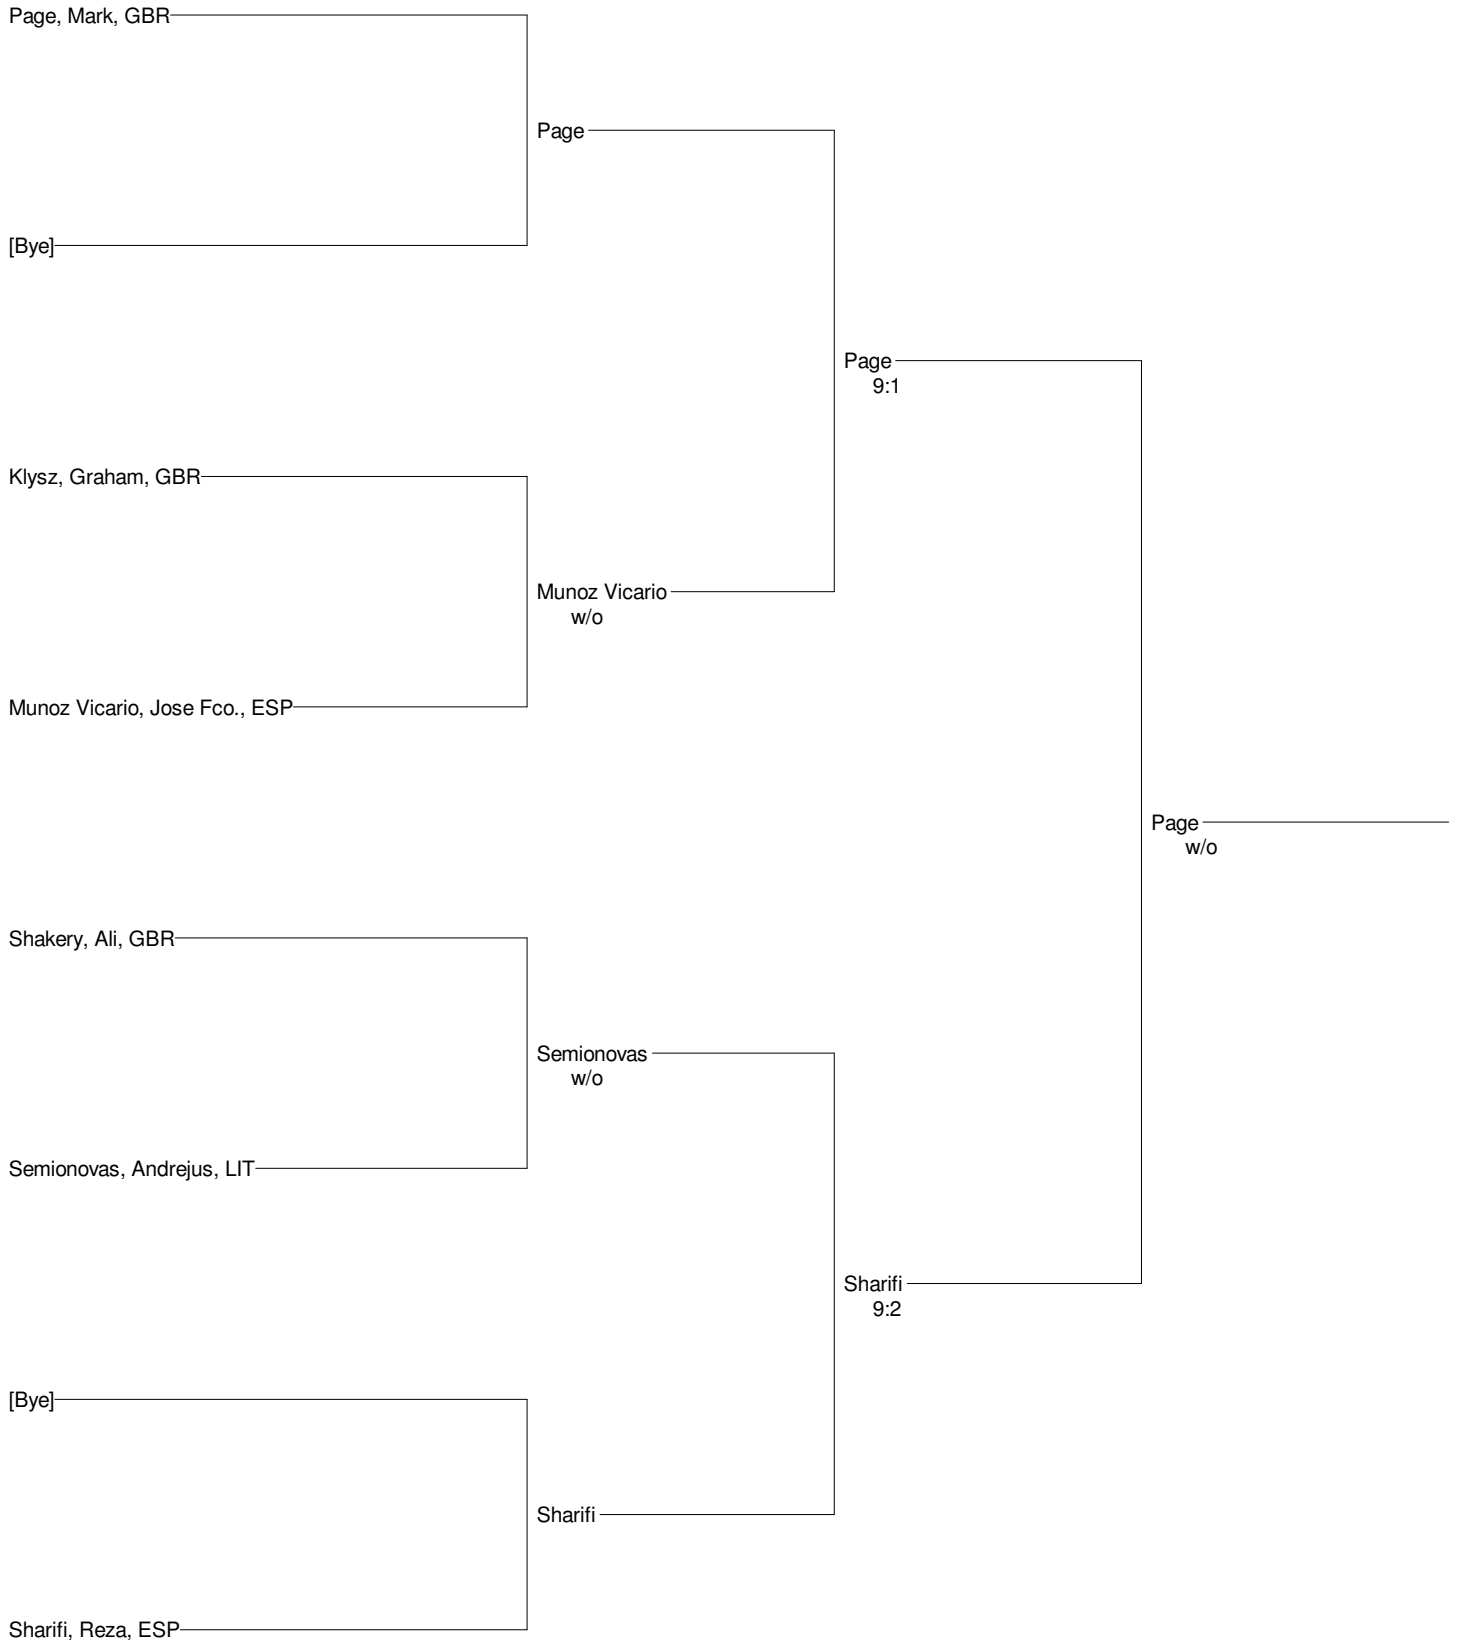 Page, Mark, GBR
Page
[Bye]
Page
9:1
Klysz, Graham, GBR
Munoz Vicario
w/o
Munoz Vicario, Jose Fco., ESP
Page
w/o
Shakery, Ali, GBR
Semionovas
w/o
Semionovas, Andrejus, LIT
Sharifi
9:2
[Bye]
Sharifi
Sharifi, Reza, ESP